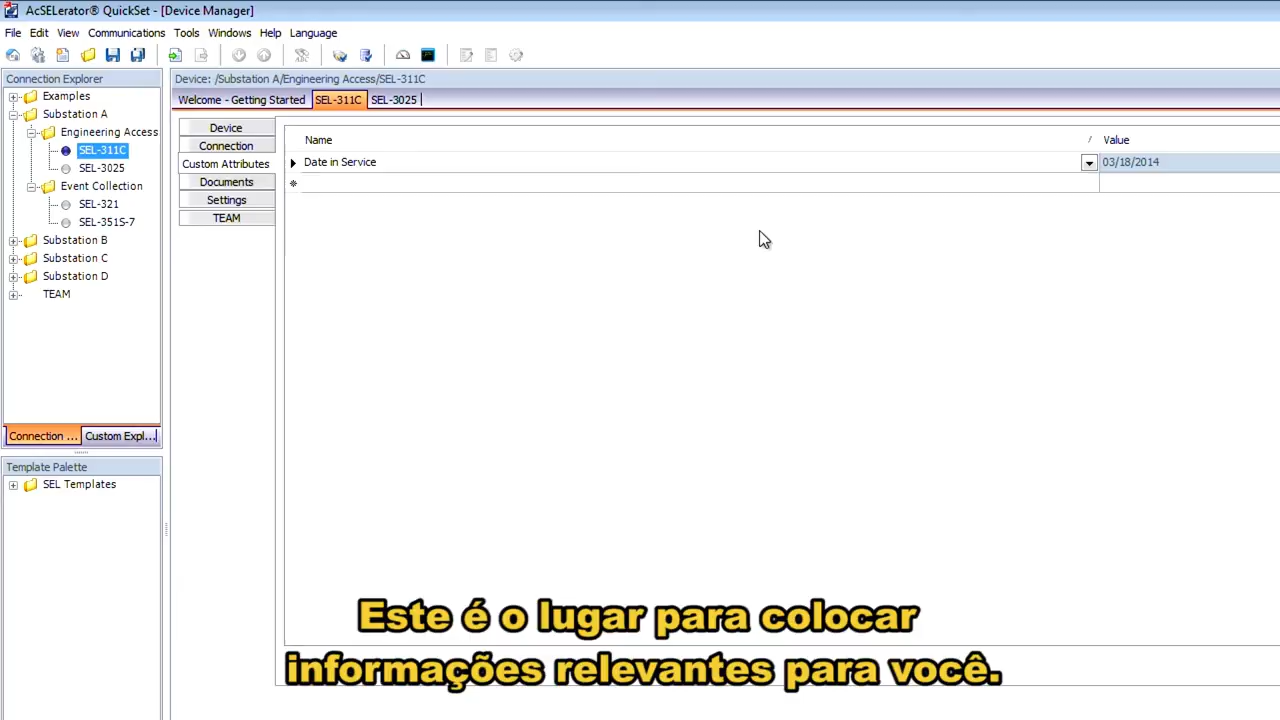 AcSELerator® QuickSet - [Device Manager]
File Edit View Communications Tools Windows Help Language
Connection Explorer
Examples
Substation A
Engineering Access
SEL-311C
SEL-3025
Event Collection
SEL-321
SEL-351S-7
Substation B
Substation C
Substation D
TEAM
Connection ... Custom Expl...
Template Palette
SEL Templates
Device: /Substation A/Engineering Access/SEL-311C
Welcome - Getting Started SEL-311C SEL-3025
Device
Connection
Custom Attributes
Documents
Settings
TEAM
Name / Value
Date in Service 03/18/2014
Este é o lugar para colocar
informações relevantes para você.